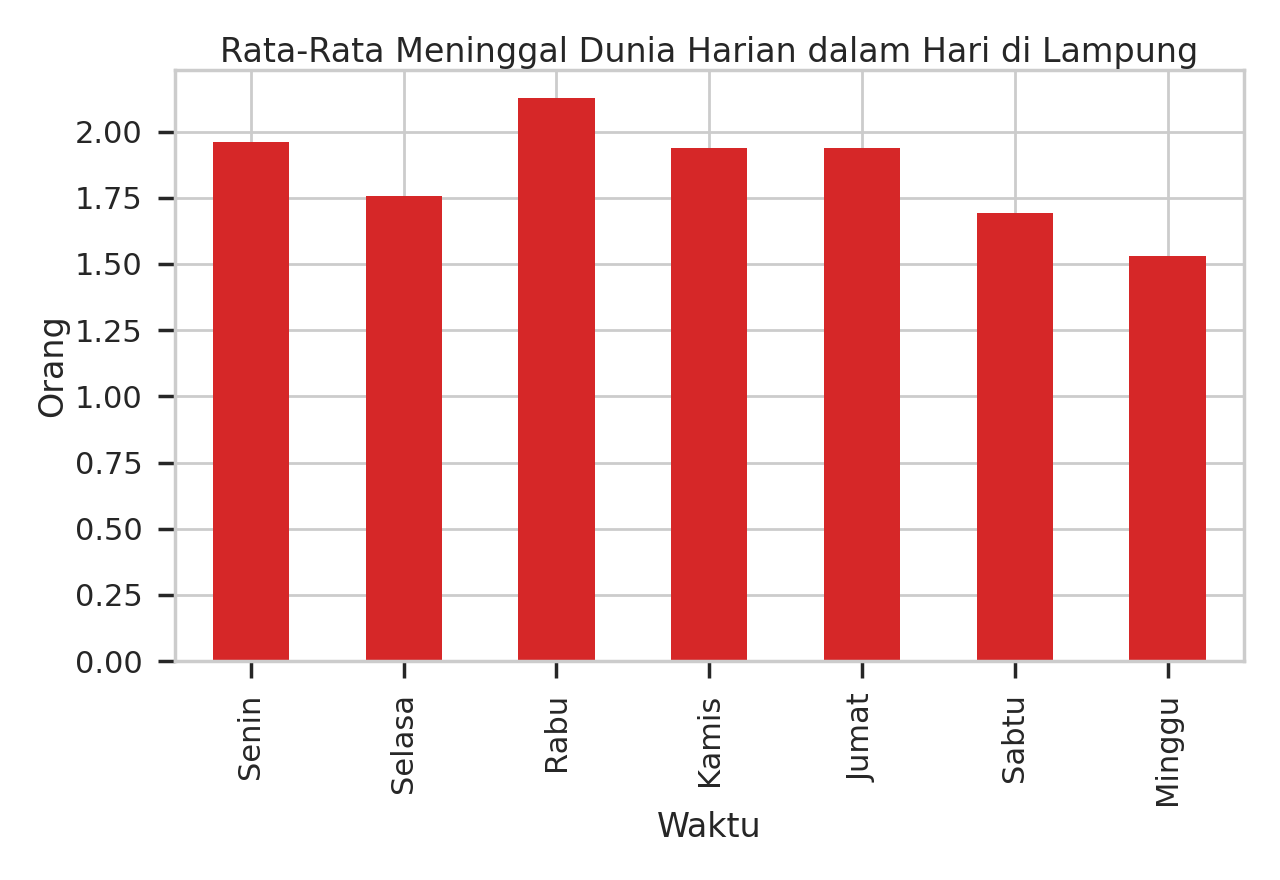 Rata-Rata Meninggal Dunia Harian dalam Hari di Lampung
Orang
2.00
1.75
1.50
1.25
1.00
0.75
0.50
0.25
0.00
Senin
Selasa
Rabu
Kamis
Jumat
Sabtu
Minggu
Waktu